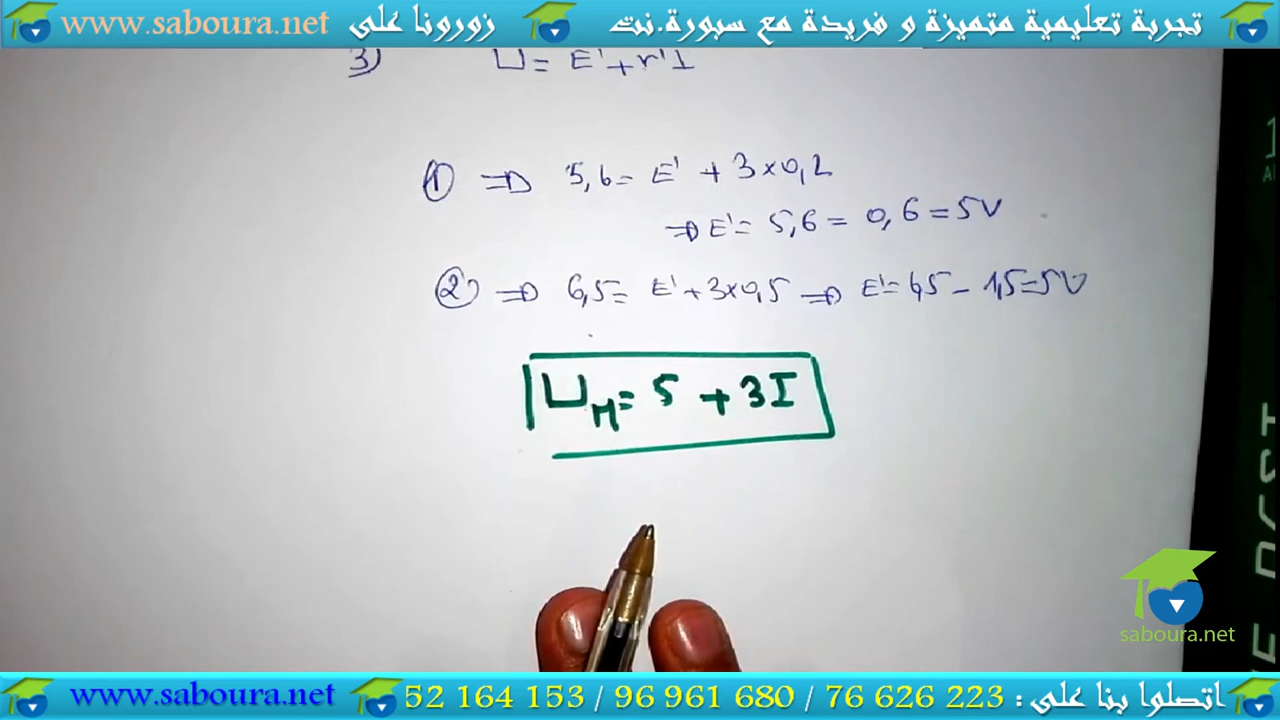 تجربة تعليمية متميزة و فريدة مع سبورة.نت زورونا على www.saboura.net
3) U = E' + r'I
① ⇒ 5,6 = E' + 3×0,2
⇒ E' = 5,6 = 0,6 = 5V
② ⇒ 6,5 = E' + 3×0,5 ⇒ E' = 6,5 - 1,5 = 5V
U_M = 5 + 3I
saboura.net
اتصلوا بنا على : 52 164 153 / 96 961 680 / 76 626 223 www.saboura.net